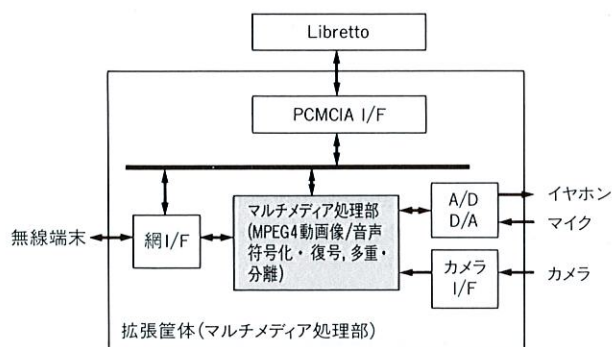 Libretto
PCMCIA I/F
マルチメディア処理部
(MPEG4動画像/音声
符号化・復号,多重・
分離)
A/D
D/A
イヤホン
マイク
無線端末
網I/F
カメラ
I/F
カメラ
拡張筐体(マルチメディア処理部)